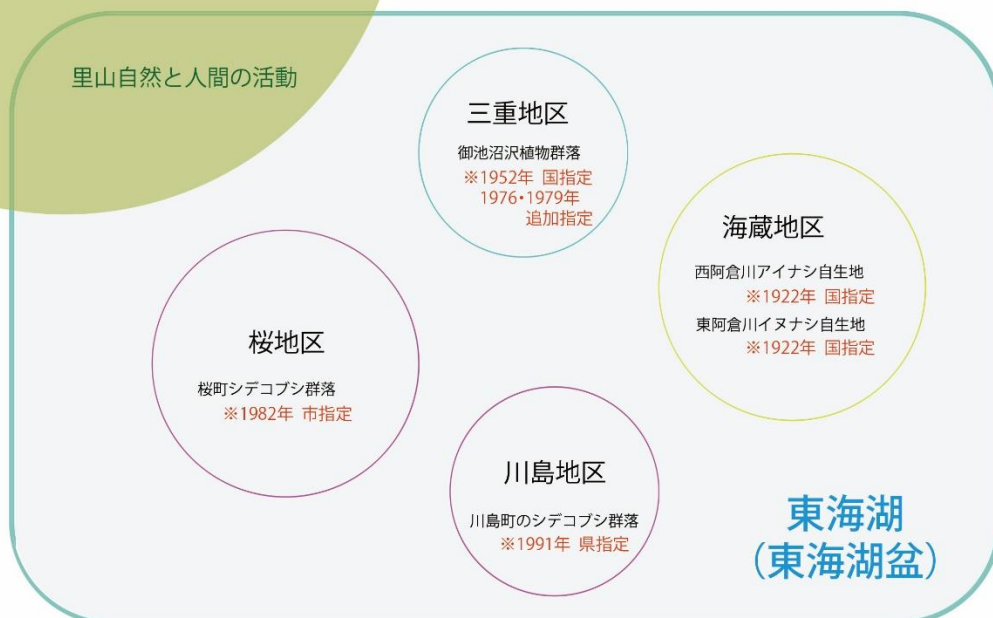 里山自然と人間の活動
三重地区
御池沼沢植物群落
※1952年 国指定
1976・1979年
追加指定
海蔵地区
西阿倉川アイナシ自生地
※1922年 国指定
東阿倉川イヌナシ自生地
※1922年 国指定
桜地区
桜町シデコブシ群落
※1982年 市指定
川島地区
川島町のシデコブシ群落
※1991年 県指定
東海湖
(東海湖盆)